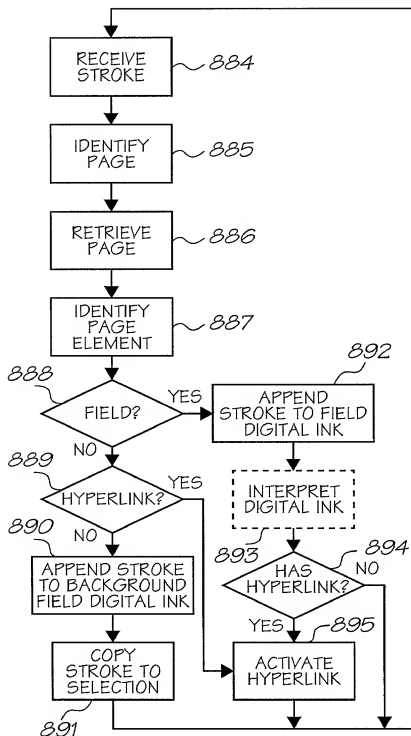 RECEIVE
STROKE
884
IDENTIFY
PAGE
885
RETRIEVE
PAGE
886
IDENTIFY
PAGE
ELEMENT
887
888
FIELD?
YES
NO
892
APPEND
STROKE TO FIELD
DIGITAL INK
889
HYPERLINK?
YES
NO
INTERPRET
DIGITAL INK
893
890
APPEND STROKE
TO BACKGROUND
FIELD DIGITAL INK
894
HAS
HYPERLINK?
NO
YES
895
COPY
STROKE TO
SELECTION
891
ACTIVATE
HYPERLINK